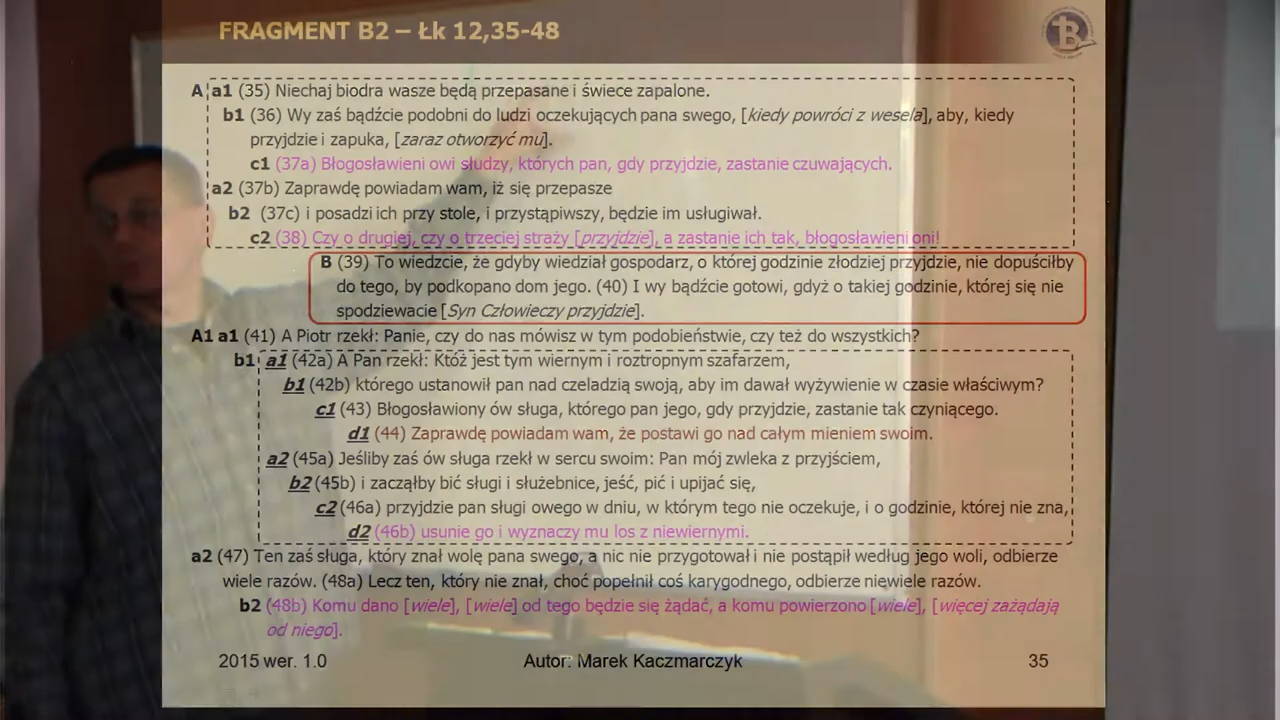 FRAGMENT B2 – Łk 12,35-48
A a1 (35) Niechaj biodra wasze będą przepasane i świece zapalone.
b1 (36) Wy zaś bądźcie podobni do ludzi oczekujących pana swego, [kiedy powróci z wesela], aby, kiedy
przyjdzie i zapuka, [zaraz otworzyć mu].
c1 (37a) Błogosławieni owi słudzy, których pan, gdy przyjdzie, zastanie czuwających.
a2 (37b) Zaprawdę powiadam wam, iż się przepasze
b2 (37c) i posadzi ich przy stole, i przystąpiwszy, będzie im usługiwał.
c2 (38) Czy o drugiej, czy o trzeciej straży [przyjdzie], a zastanie ich tak, błogosławieni oni!
B (39) To wiedzcie, że gdyby wiedział gospodarz, o której godzinie złodziej przyjdzie, nie dopuściłby
do tego, by podkopano dom jego. (40) I wy bądźcie gotowi, gdyż o takiej godzinie, której się nie
spodziewacie [Syn Człowieczy przyjdzie].
A1 a1 (41) A Piotr rzekł: Panie, czy do nas mówisz w tym podobieństwie, czy też do wszystkich?
b1 a1 (42a) A Pan rzekł: Któż jest tym wiernym i roztropnym szafarzem,
b1 (42b) którego ustanowił pan nad czeladzią swoją, aby im dawał wyżywienie w czasie właściwym?
c1 (43) Błogosławiony ów sługa, którego pan jego, gdy przyjdzie, zastanie tak czyniącego.
d1 (44) Zaprawdę powiadam wam, że postawi go nad całym mieniem swoim.
a2 (45a) Jeśliby zaś ów sługa rzekł w sercu swoim: Pan mój zwleka z przyjściem,
b2 (45b) i zacząłby bić sługi i służebnice, jeść, pić i upijać się,
c2 (46a) przyjdzie pan sługi owego w dniu, w którym tego nie oczekuje, i o godzinie, której nie zna,
d2 (46b) usunie go i wyznaczy mu los z niewiernymi.
a2 (47) Ten zaś sługa, który znał wolę pana swego, a nic nie przygotował i nie postąpił według jego woli, odbierze
wiele razów. (48a) Lecz ten, który nie znał, choć popełnił coś karygodnego, odbierze niewiele razów.
b2 (48b) Komu dano [wiele], [wiele] od tego będzie się żądać, a komu powierzono [wiele], [więcej zażądają
od niego].
2015 wer. 1.0
Autor: Marek Kaczmarczyk
35